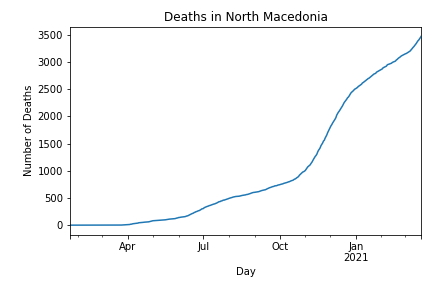 Deaths in North Macedonia
Number of Deaths
3500
3000
2500
2000
1500
1000
500
0
Apr
Jul
Oct
Jan
2021
Day